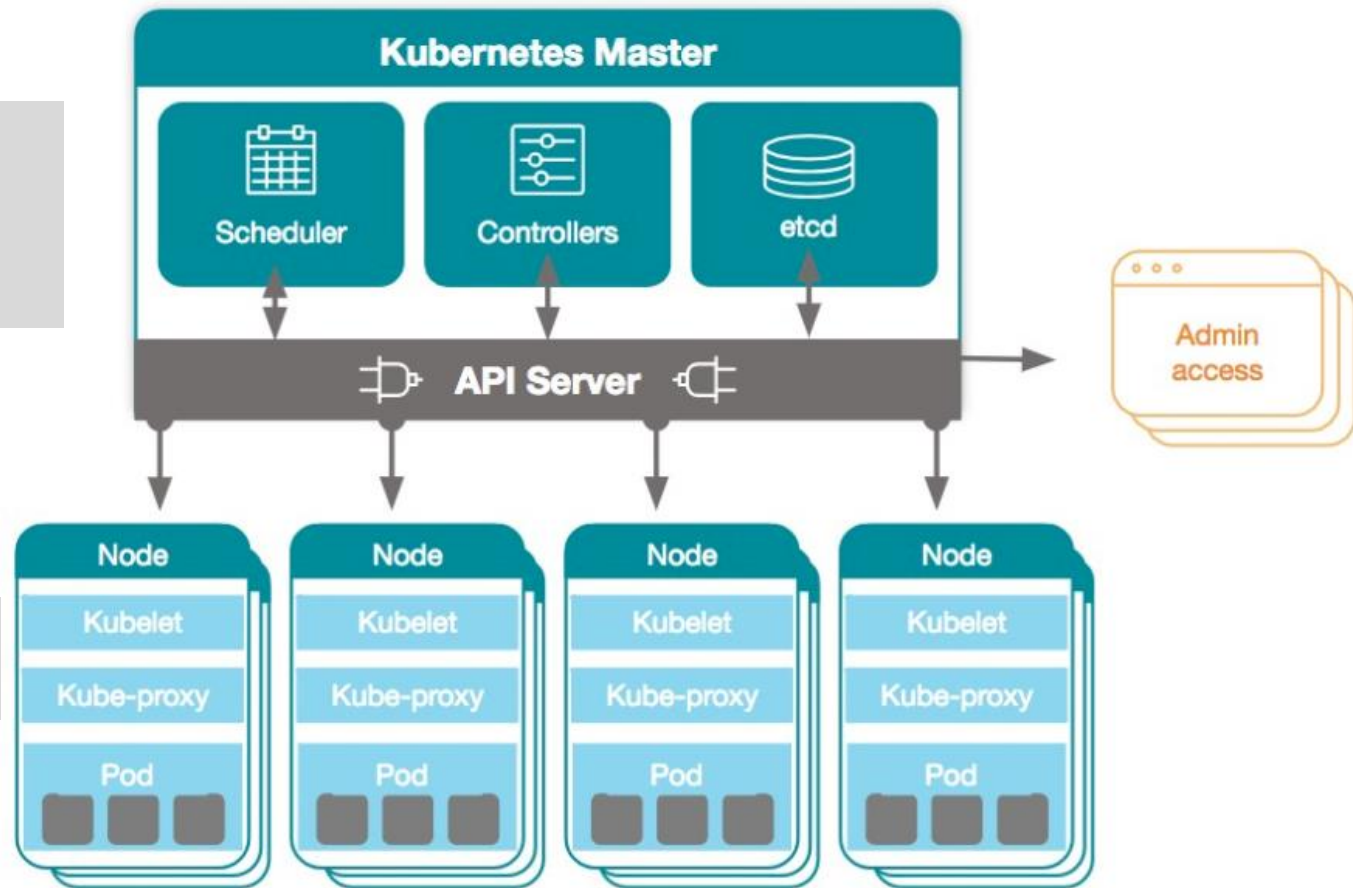 Kubernetes Master
Scheduler
Controllers
etcd
API Server
Admin
access
Node
Kubelet
Kube-proxy
Pod
Node
Kubelet
Kube-proxy
Pod
Node
Kubelet
Kube-proxy
Pod
Node
Kubelet
Kube-proxy
Pod